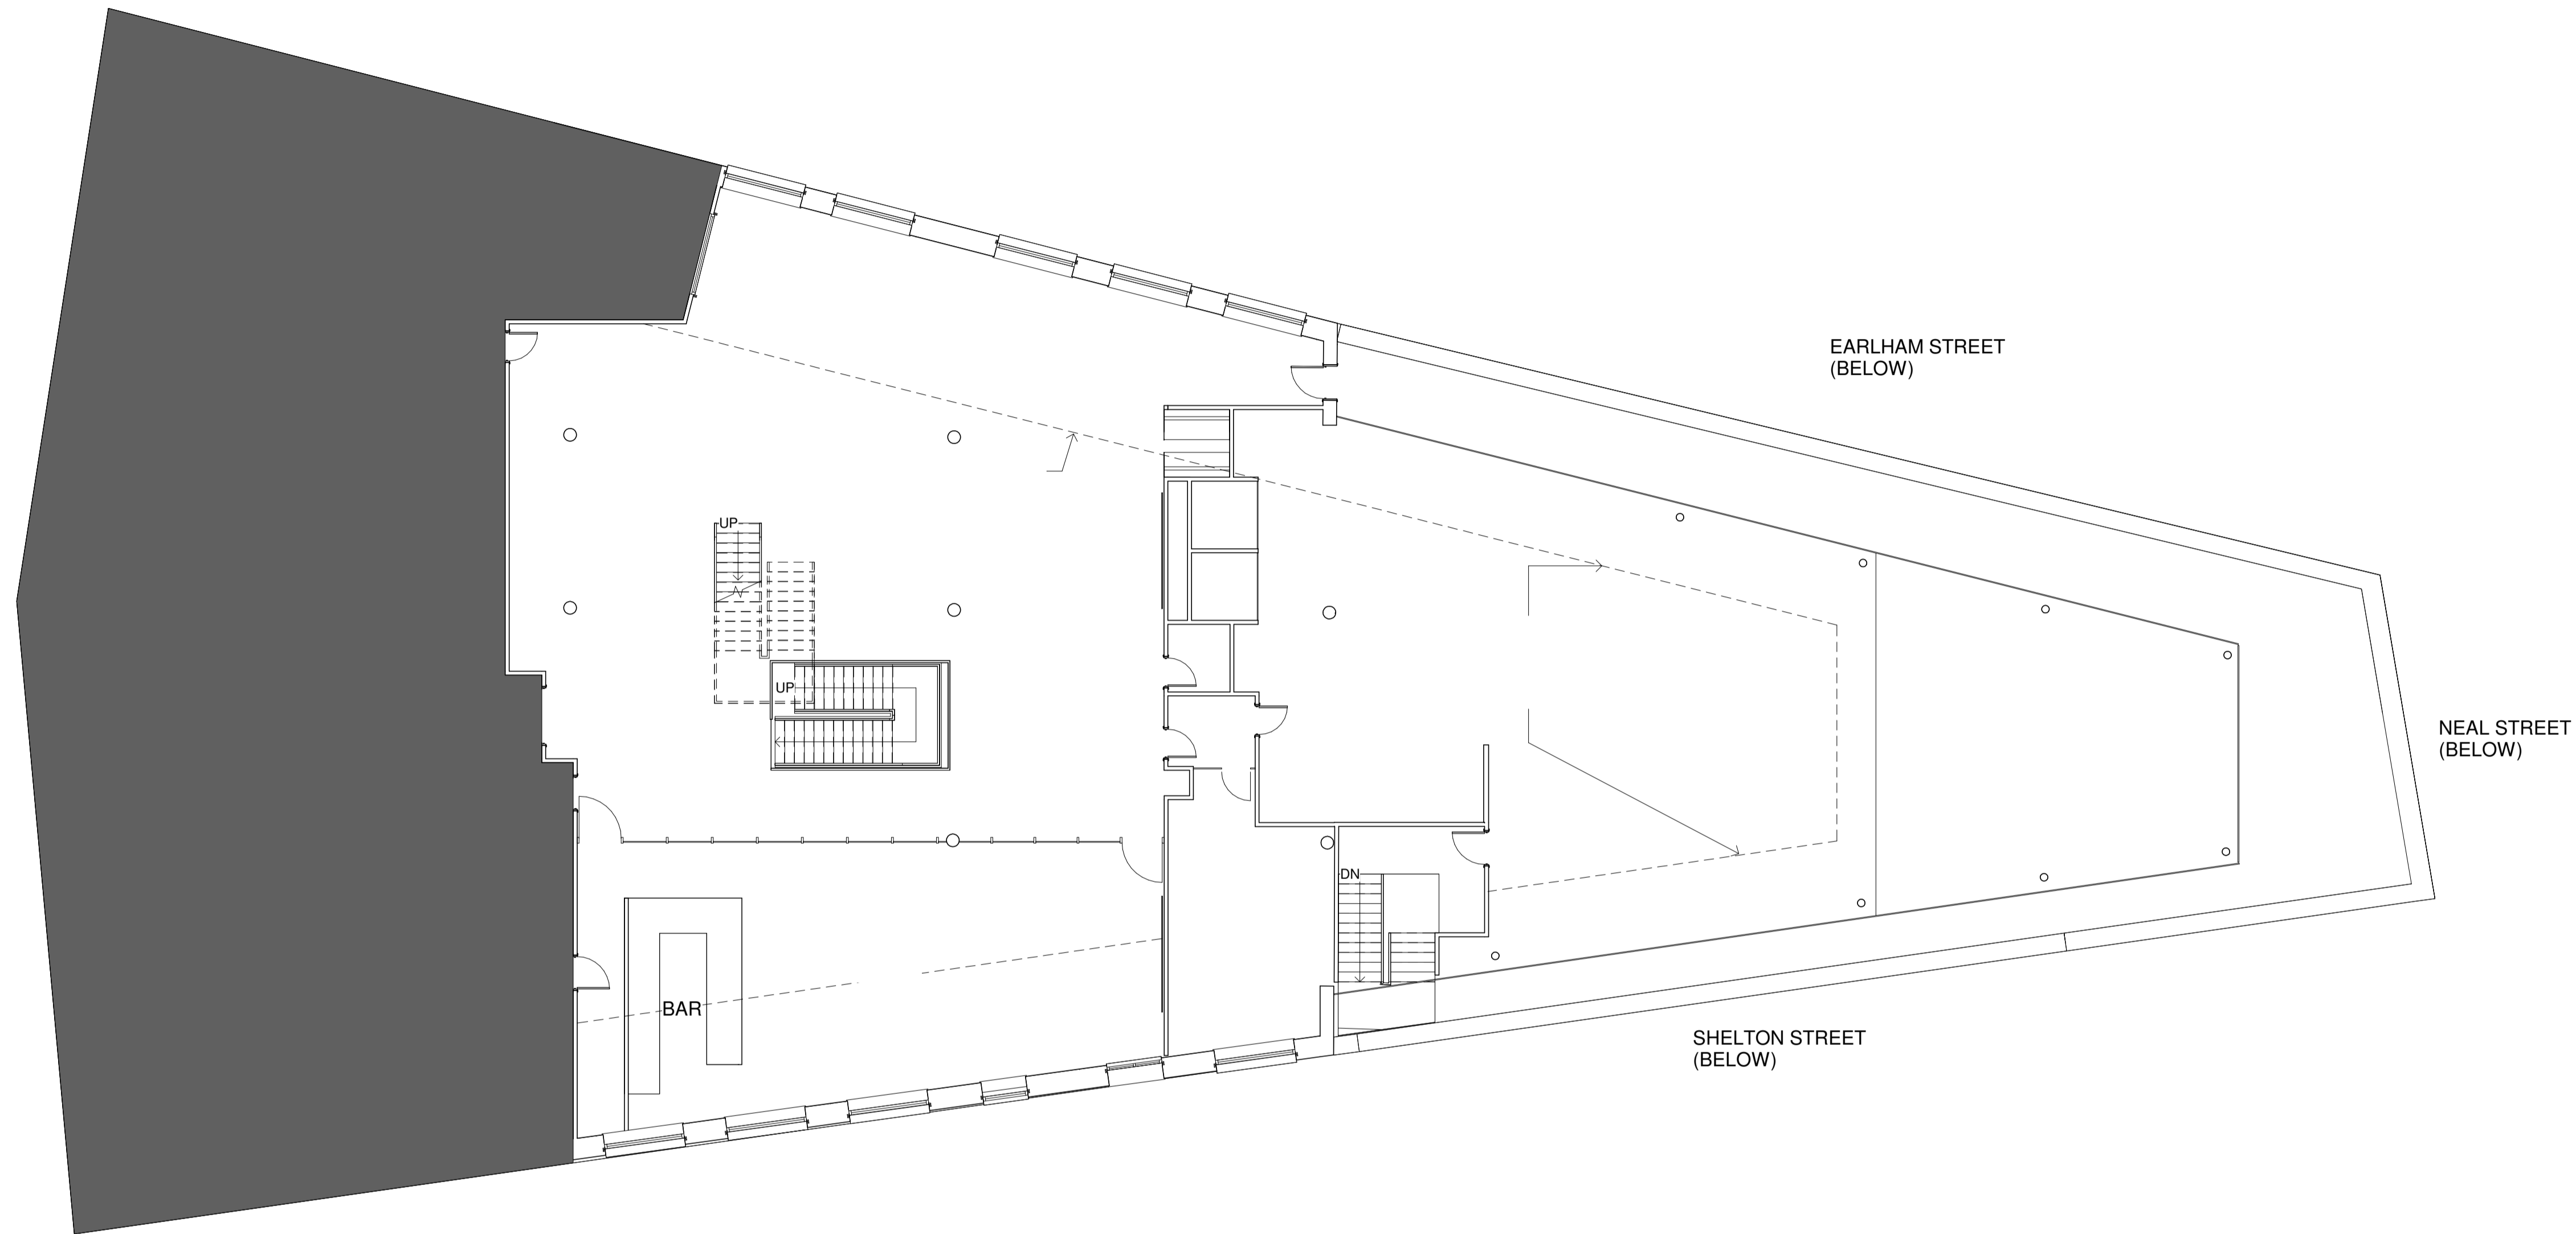 EARLHAM STREET
(BELOW)
UP
UP
NEAL STREET
(BELOW)
DN
BAR
SHELTON STREET
(BELOW)